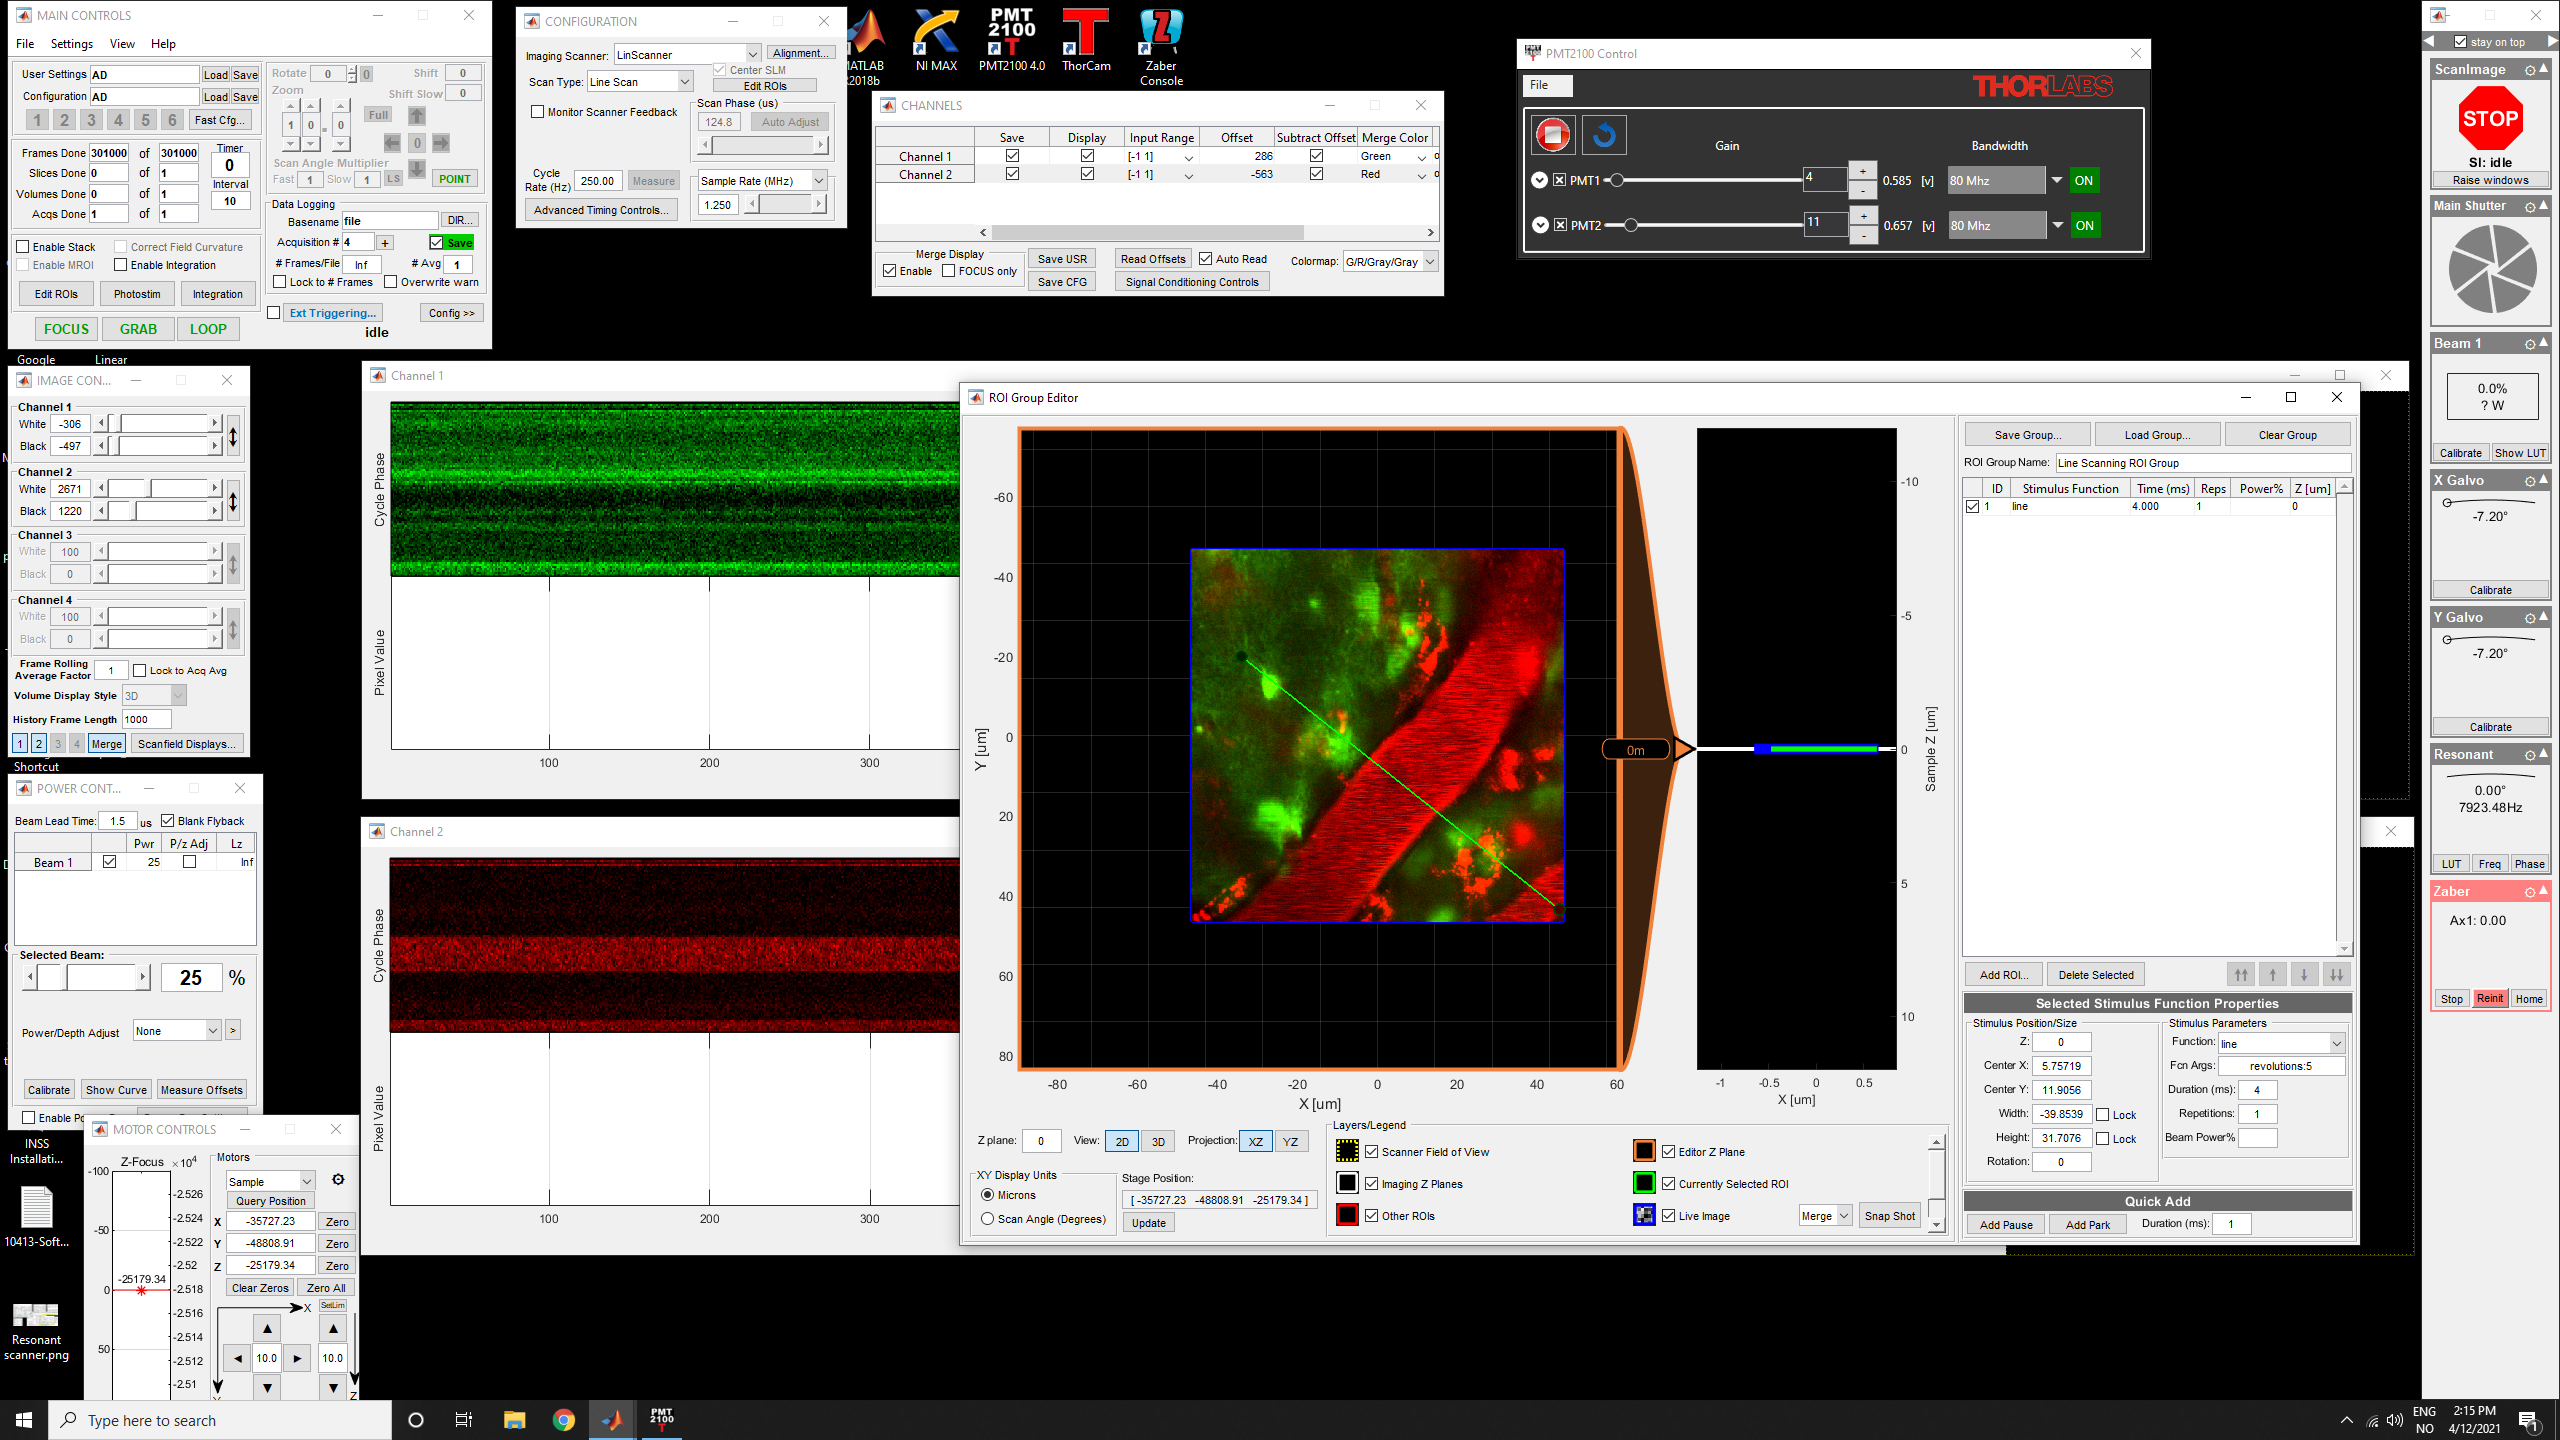 MAIN CONTROLS
File Settings View Help
User Settings AD Load Save
Configuration AD Load Save
1 2 3 4 5 6 Fast Cfg...
Frames Done 301000 of 301000
Slices Done 0 of 1
Volumes Done 0 of 1
Acqs Done 1 of 1
Timer
0
Interval
10
Enable Stack Correct Field Curvature
Enable MROI Enable Integration
Edit ROIs Photostim Integration
FOCUS GRAB LOOP
Rotate 0 0 Shift 0
Zoom Shift Slow 0
1 0 . 0 Full 0
Scan Angle Multiplier
Fast 1 Slow 1 LS POINT
Data Logging
Basename file DIR...
Acquisition # 4 + Save
# Frames/File Inf # Avg 1
Lock to # Frames Overwrite warn
Ext Triggering... Config >>
idle
CONFIGURATION
Imaging Scanner: LinScanner Alignment...
Center SLM
Scan Type: Line Scan Edit ROIs
Monitor Scanner Feedback
Scan Phase (us)
124.8 Auto Adjust
Cycle
Rate (Hz) 250.00 Measure
Sample Rate (MHz)
1.250
Advanced Timing Controls...
MATLAB
R2018b
NI MAX
PMT
2100
PMT2100 4.0
ThorCam
Zaber
Console
CHANNELS
Save Display Input Range Offset Subtract Offset Merge Color
Channel 1 [-1 1] 286 Green
Channel 2 [-1 1] -563 Red
Merge Display
Enable FOCUS only
Save USR
Save CFG
Read Offsets Auto Read
Signal Conditioning Controls
Colormap: G/R/Gray/Gray
PMT2100 Control
File
THORLABS
Gain Bandwidth
PMT1 4 + - 0.585 [v] 80 Mhz ON
PMT2 11 + - 0.657 [v] 80 Mhz ON
stay on top
ScanImage
STOP
SI: idle
Raise windows
Main Shutter
Beam 1
0.0%
? W
Calibrate Show LUT
X Galvo
-7.20°
Calibrate
Y Galvo
-7.20°
Calibrate
Resonant
0.00°
7923.48Hz
LUT Freq Phase
Zaber
Ax1: 0.00
Stop Reinit Home
Google Linear
IMAGE CON...
Channel 1
White -306
Black -497
Channel 2
White 2671
Black 1220
Channel 3
White 100
Black 0
Channel 4
White 100
Black 0
Frame Rolling
Average Factor 1 Lock to Acq Avg
Volume Display Style 3D
History Frame Length 1000
1 2 3 4 Merge Scanfield Displays...
Shortcut
POWER CONT...
Beam Lead Time: 1.5 us Blank Flyback
Pwr P/z Adj Lz
Beam 1 25 Inf
Selected Beam:
25 %
Power/Depth Adjust None >
Calibrate Show Curve Measure Offsets
MOTOR CONTROLS
Z-Focus ×10⁴
-100
-50
0
50
-25179.34
-2.526
-2.524
-2.522
-2.52
-2.518
-2.516
-2.514
-2.512
-2.51
Motors
Sample
Query Position
X -35727.23 Zero
Y -48808.91 Zero
Z -25179.34 Zero
Clear Zeros Zero All
X SetLim
10.0 10.0
Z
INSS
Installati...
10413-Soft...
Resonant
scanner.png
Channel 1
Cycle Phase
Pixel Value
100 200 300
Channel 2
Cycle Phase
Pixel Value
100 200 300
ROI Group Editor
-60
-40
-20
0
20
40
60
80
Y [um]
-80 -60 -40 -20 0 20 40 60
X [um]
0m
-10
-5
0
5
10
Sample Z [um]
-1 -0.5 0 0.5
X [um]
Z plane: 0 View: 2D 3D Projection: XZ YZ
XY Display Units
Microns
Scan Angle (Degrees)
Stage Position:
[ -35727.23 -48808.91 -25179.34 ]
Update
Layers/Legend
Scanner Field of View Editor Z Plane
Imaging Z Planes Currently Selected ROI
Other ROIs Live Image Merge Snap Shot
Save Group... Load Group... Clear Group
ROI Group Name: Line Scanning ROI Group
ID Stimulus Function Time (ms) Reps Power% Z [um]
1 line 4.000 1 0
Add ROI... Delete Selected
Selected Stimulus Function Properties
Stimulus Position/Size
Z: 0
Center X: 5.75719
Center Y: 11.9056
Width: -39.8539 Lock
Height: 31.7076 Lock
Rotation: 0
Stimulus Parameters
Function: line
Fcn Args: revolutions:5
Duration (ms): 4
Repetitions: 1
Beam Power%
Quick Add
Add Pause Add Park Duration (ms): 1
Type here to search
PMT
2100
ENG
NO
2:15 PM
4/12/2021
1